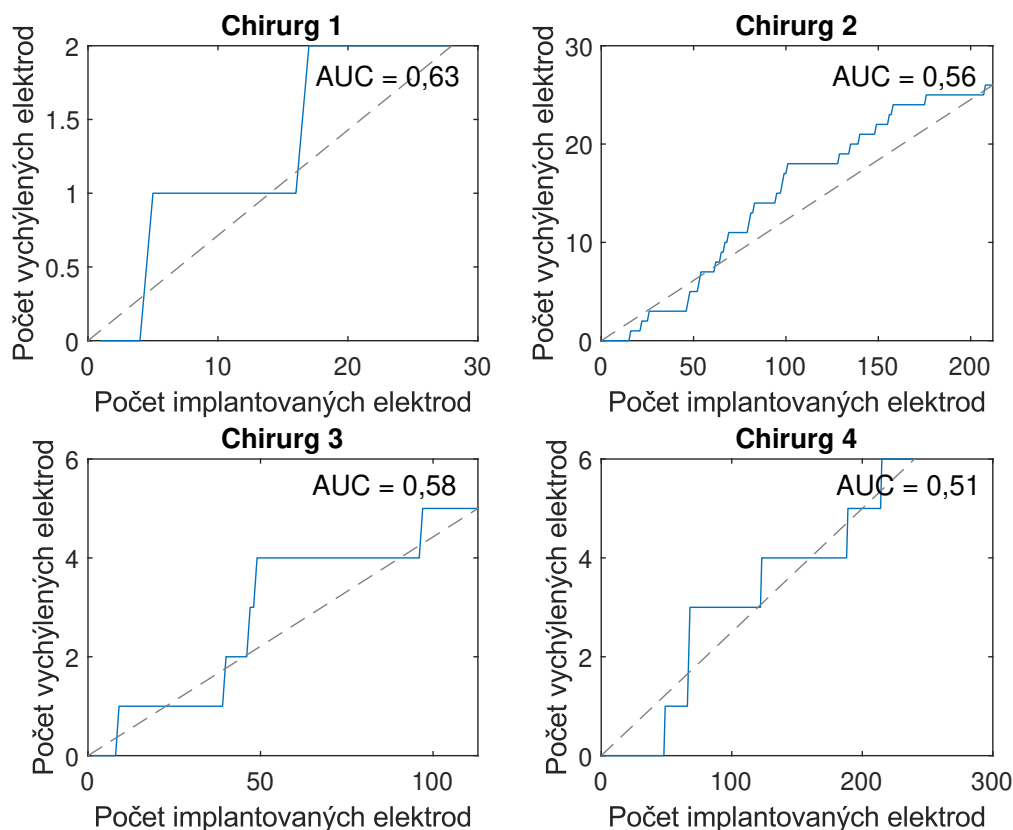 Chirurg 1
AUC = 0,63
2
1.5
1
0.5
0
0 10 20 30
Počet vychýlených elektrod
Počet implantovaných elektrod
Chirurg 2
AUC = 0,56
30
20
10
0
0 50 100 150 200
Počet vychýlených elektrod
Počet implantovaných elektrod
Chirurg 3
AUC = 0,58
6
4
2
0
0 50 100
Počet vychýlených elektrod
Počet implantovaných elektrod
Chirurg 4
AUC = 0,51
6
4
2
0
0 100 200 300
Počet vychýlených elektrod
Počet implantovaných elektrod